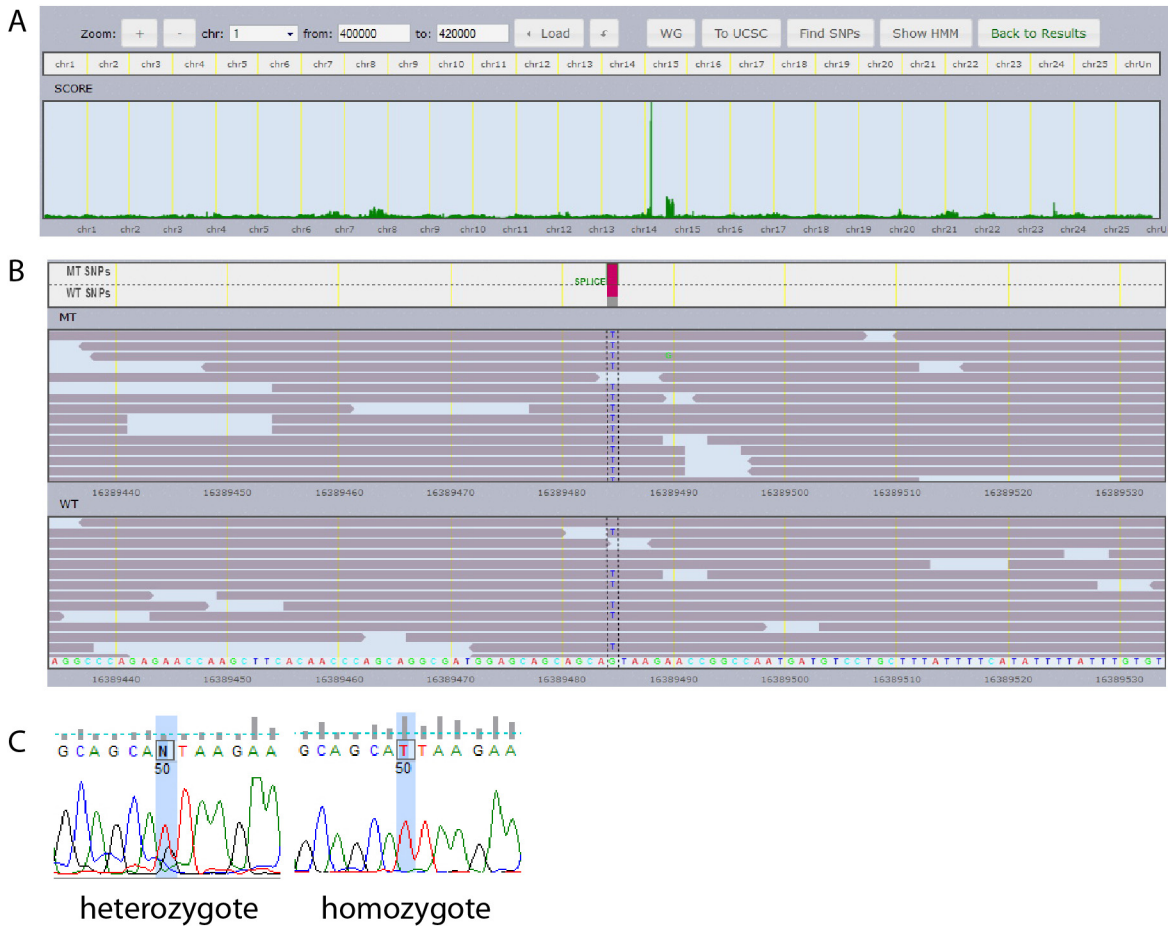 A
Zoom: + - chr: 1 from: 400000 to: 420000 Load WG To UCSC Find SNPs Show HMM Back to Results
chr1 chr2 chr3 chr4 chr5 chr6 chr7 chr8 chr9 chr10 chr11 chr12 chr13 chr14 chr15 chr16 chr17 chr18 chr19 chr20 chr21 chr22 chr23 chr24 chr25 chrUn
SCORE
chr1 chr2 chr3 chr4 chr5 chr6 chr7 chr8 chr9 chr10 chr11 chr12 chr13 chr14 chr15 chr16 chr17 chr18 chr19 chr20 chr21 chr22 chr23 chr24 chr25 chrU
B
MT SNPs
SPLICE
WT SNPs
MT
T
T
T
T
T
T
T
T
T
T
T
T
T
16389440 16389450 16389460 16389470 16389480 16389490 16389500 16389510 16389520 16389530
WT
T
T
T
T
T
T
T
AGGCCCAGAGAACCAAGCTTCACAACCCAGCAGGCGATGGAGCAGCAGCAGTAAGAACCGGCCAATGATGTCCTGCTTTATTTTCATATTTTATTTGTGT
16389440 16389450 16389460 16389470 16389480 16389490 16389500 16389510 16389520 16389530
C
G C A G C A N T A A G A A
50
G C A G C A T T A A G A A
50
heterozygote homozygote